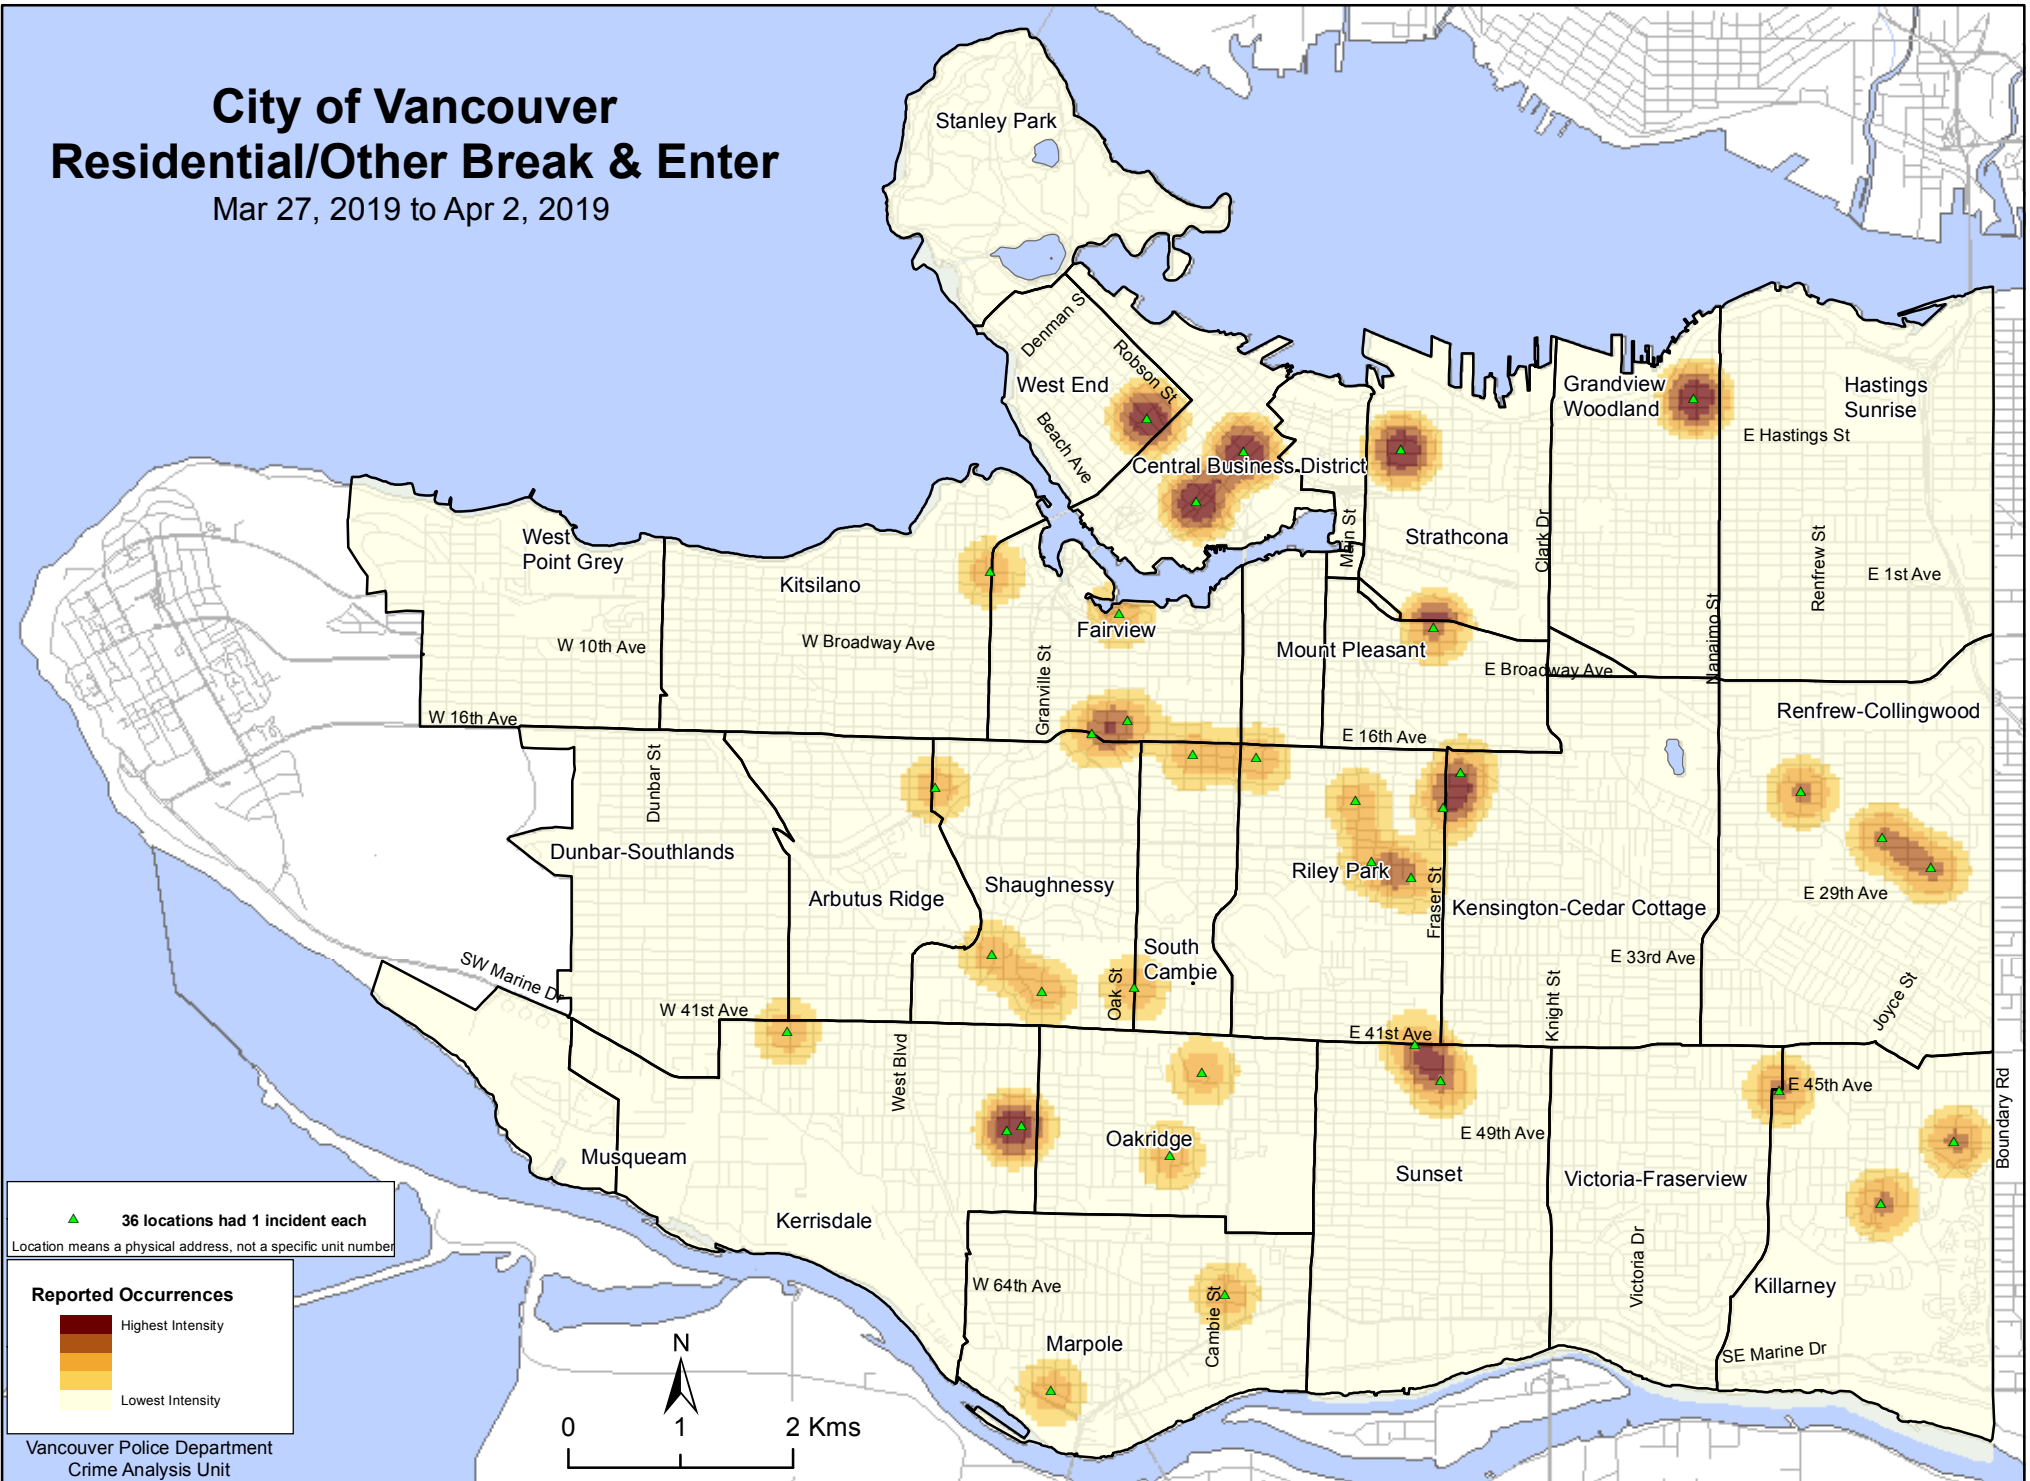 City of Vancouver
Residential/Other Break & Enter
Mar 27, 2019 to Apr 2, 2019
Stanley Park
Denman S
Robson St
West End
Beach Ave
Central Business District
Grandview
Woodland
Hastings
Sunrise
E Hastings St
West
Point Grey
Kitsilano
Main St
Strathcona
Clark Dr
Renfrew St
E 1st Ave
W 10th Ave
W Broadway Ave
Fairview
Granville St
Mount Pleasant
E Broadway Ave
Nanaimo St
W 16th Ave
E 16th Ave
Renfrew-Collingwood
Dunbar St
Dunbar-Southlands
Arbutus Ridge
Shaughnessy
Riley Park
Fraser St
Kensington-Cedar Cottage
E 29th Ave
South
Cambie
Oak St
E 33rd Ave
SW Marine Dr
W 41st Ave
Knight St
Joyce St
E 41st Ave
West Blvd
E 45th Ave
Boundary Rd
Oakridge
E 49th Ave
Musqueam
Sunset
Victoria-Fraserview
Kerrisdale
Victoria Dr
W 64th Ave
Cambie St
Killarney
Marpole
SE Marine Dr
36 locations had 1 incident each
Location means a physical address, not a specific unit number
Reported Occurrences
Highest Intensity
Lowest Intensity
N
0 1 2 Kms
Vancouver Police Department
Crime Analysis Unit